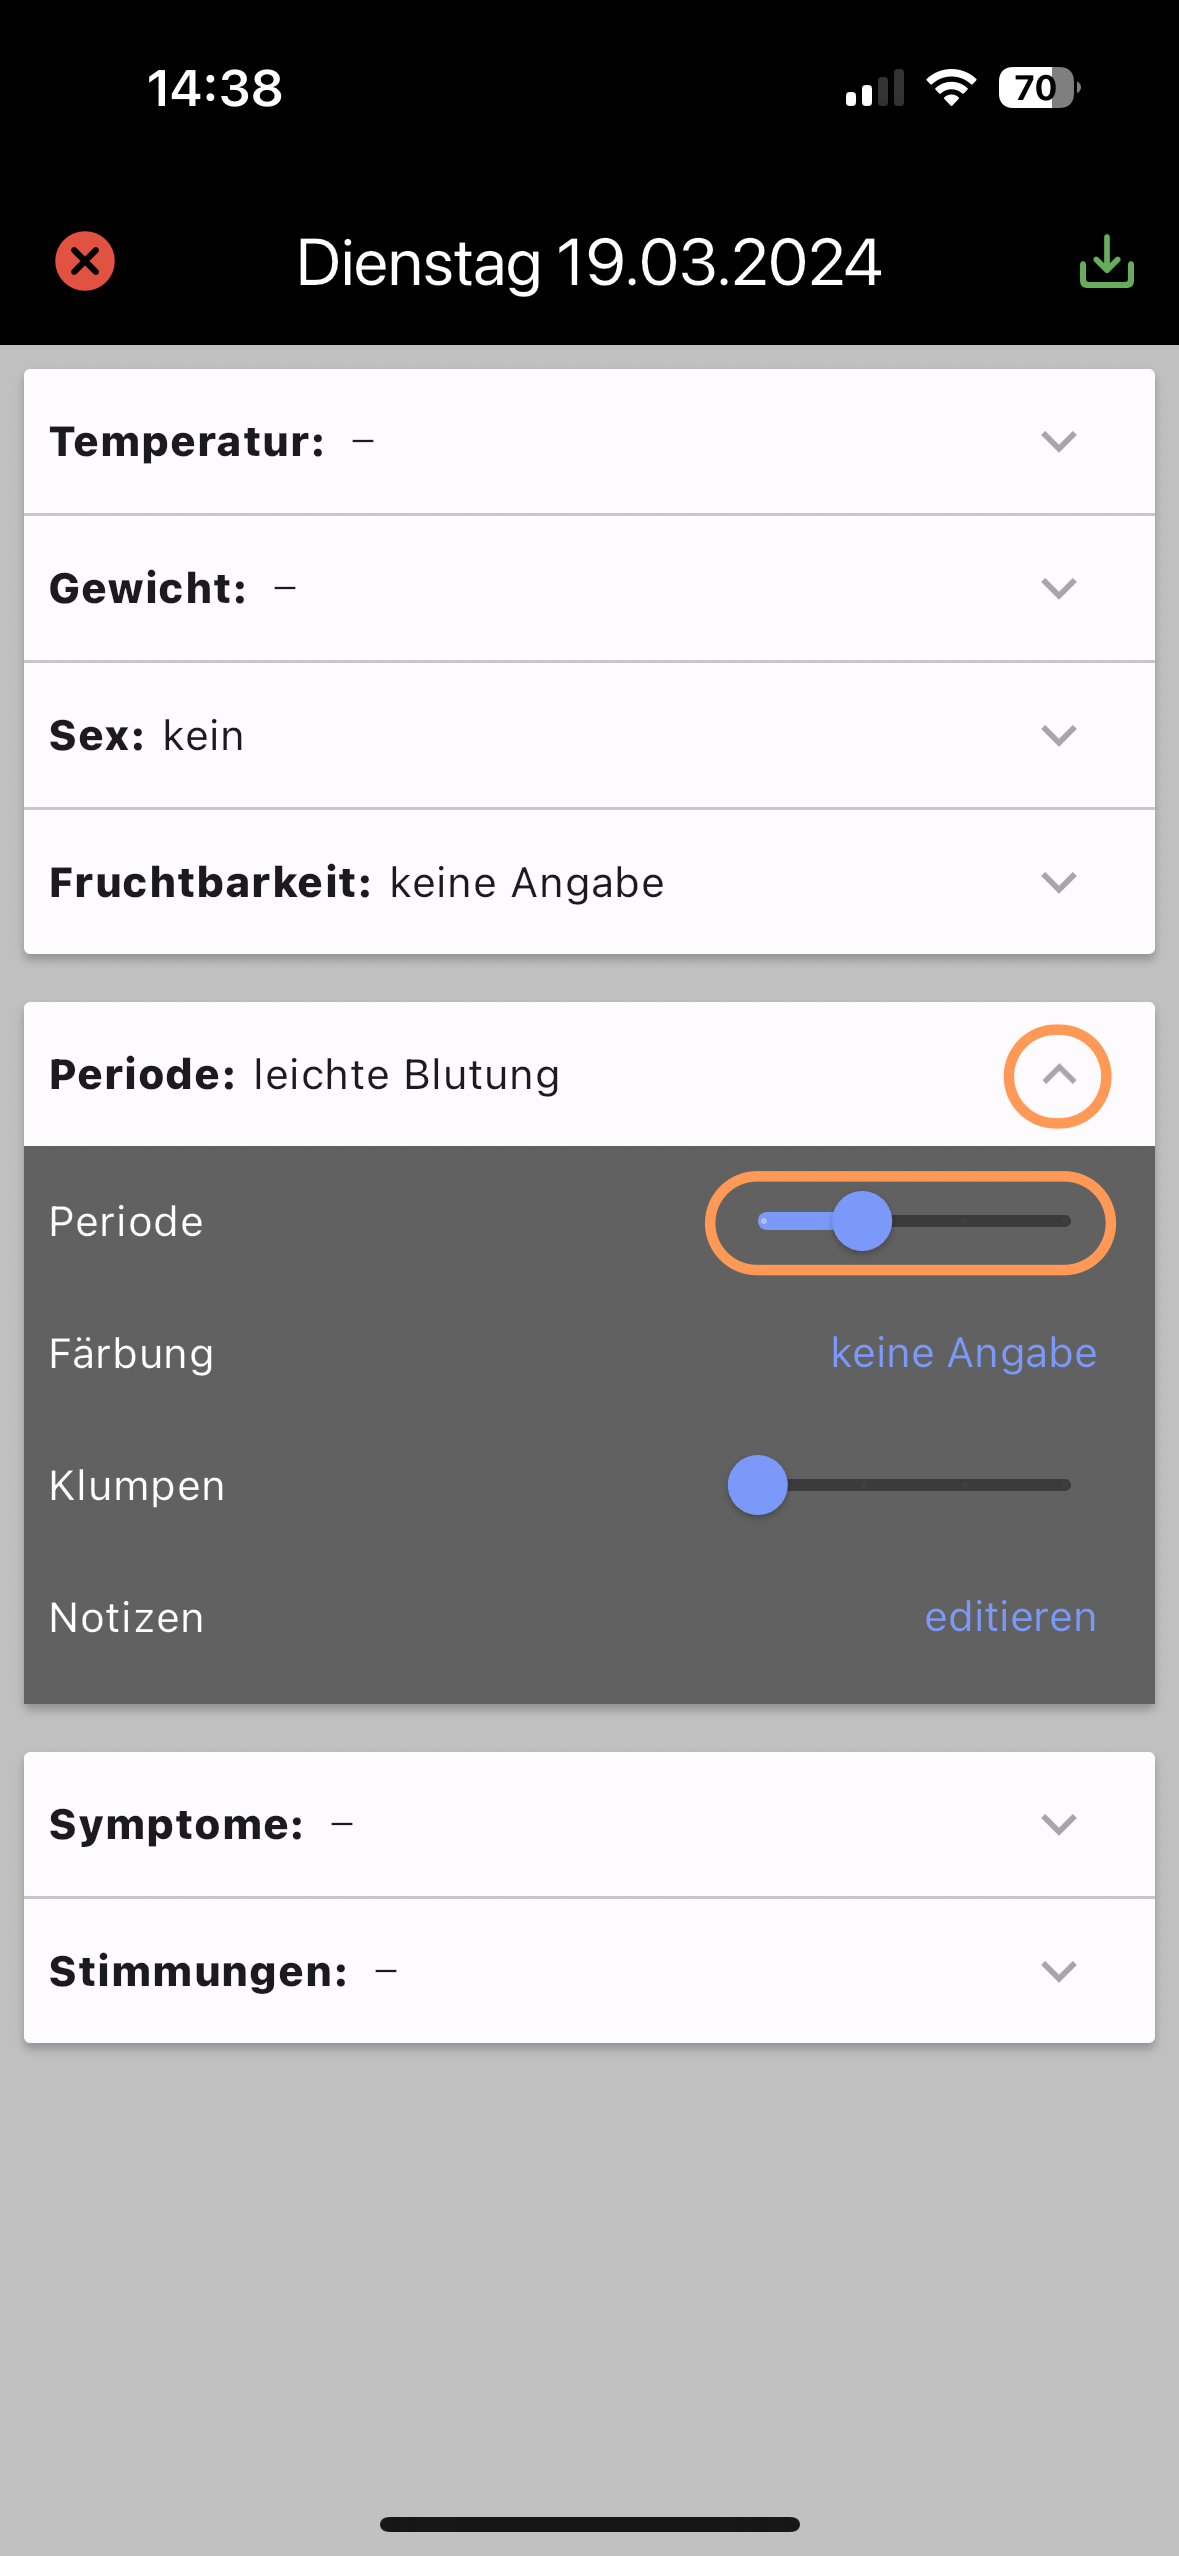 14:38
70
Dienstag 19.03.2024
Temperatur: –
Gewicht: –
Sex: kein
Fruchtbarkeit: keine Angabe
Periode: leichte Blutung
Periode
Färbung keine Angabe
Klumpen
Notizen editieren
Symptome: –
Stimmungen: –